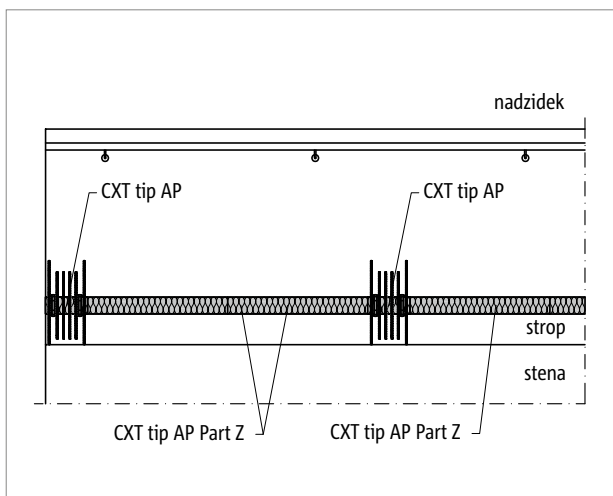 nadzidek
CXT tip AP
CXT tip AP
strop
stena
CXT tip AP Part Z
CXT tip AP Part Z